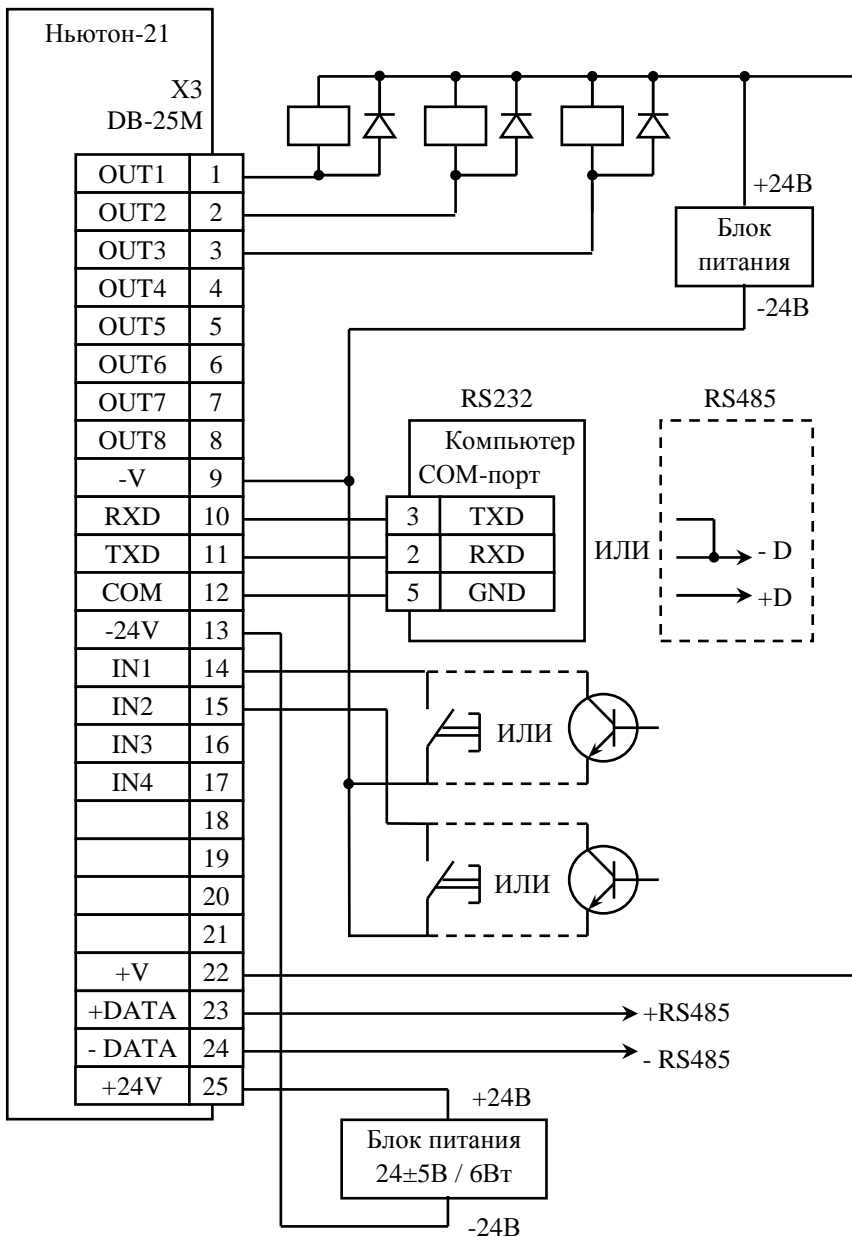 Ньютон-21
X3
DB-25M
OUT1 1
OUT2 2
OUT3 3
OUT4 4
OUT5 5
OUT6 6
OUT7 7
OUT8 8
-V 9
RXD 10
TXD 11
COM 12
-24V 13
IN1 14
IN2 15
IN3 16
IN4 17
18
19
20
21
+V 22
+DATA 23
- DATA 24
+24V 25
+24В
Блок
питания
-24В
RS232
Компьютер
COM-порт
3 TXD
2 RXD
5 GND
ИЛИ
RS485
- D
+D
ИЛИ
ИЛИ
+RS485
- RS485
+24В
Блок питания
24±5В / 6Вт
-24В